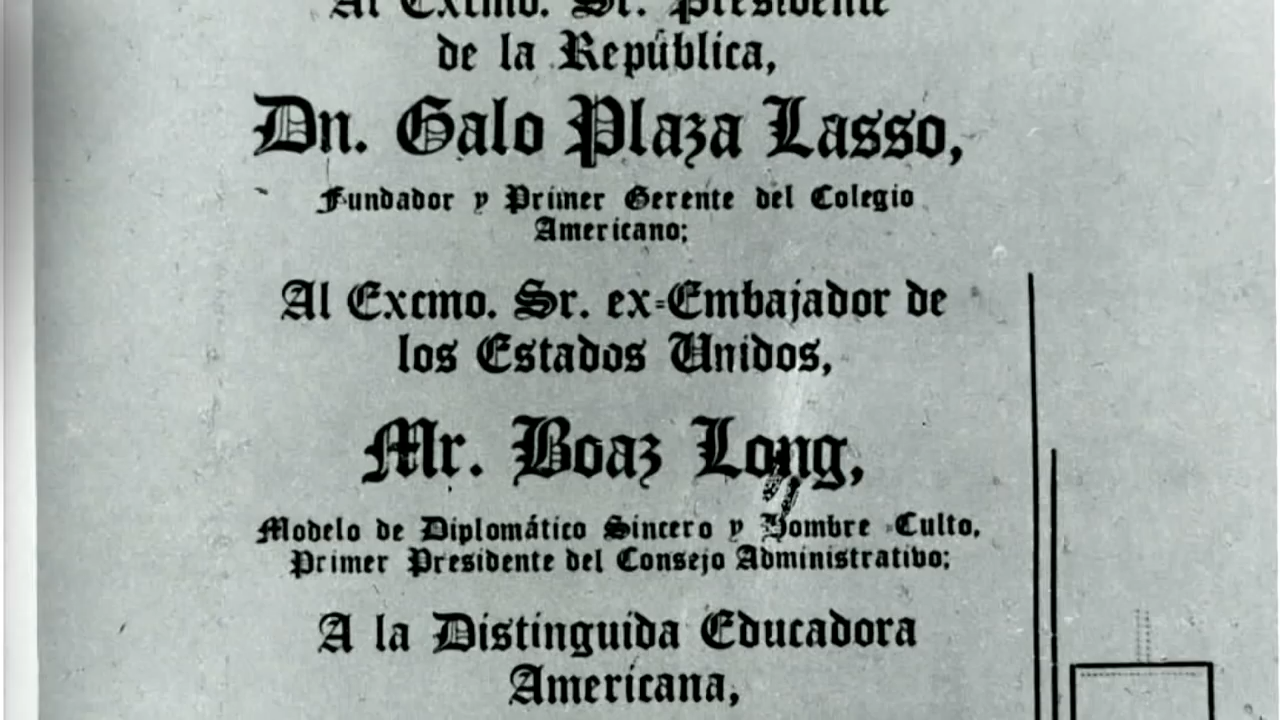 Al Excmo. Sr. Presidente
de la República,
Dn. Galo Plaza Lasso,
Fundador y Primer Gerente del Colegio
Americano;
Al Excmo. Sr. ex-Embajador de
los Estados Unidos,
Mr. Boaz Long,
Modelo de Diplomático Sincero y Hombre Culto,
Primer Presidente del Consejo Administrativo;
A la Distinguida Educadora
Americana,